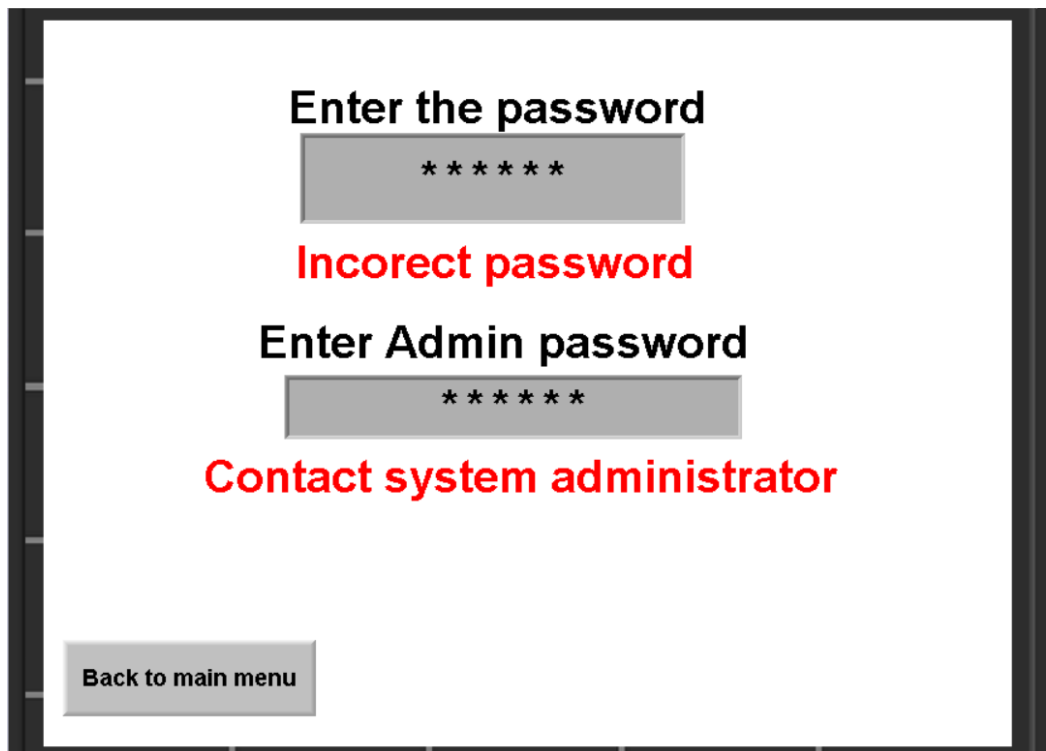 Enter the password
* * * * * *
Incorect password
Enter Admin password
* * * * * *
Contact system administrator
Back to main menu